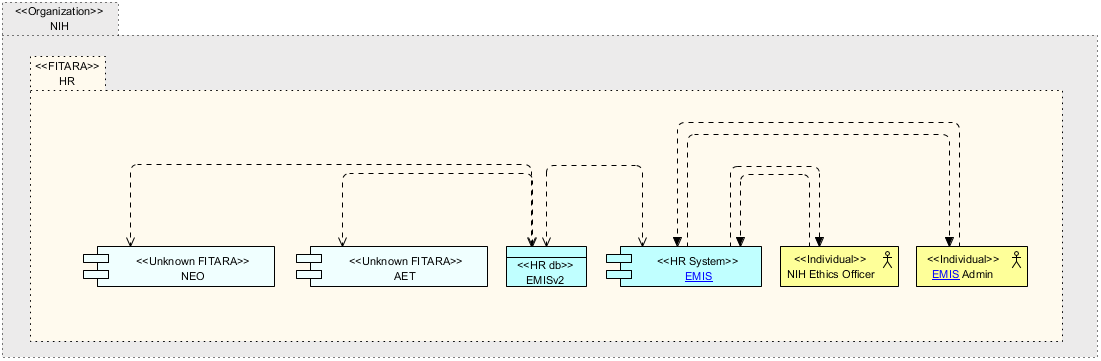 <<Organization>>
NIH
<<FITARA>>
HR
<<Unknown FITARA>>
NEO
<<Unknown FITARA>>
AET
<<HR db>>
EMISv2
<<HR System>>
EMIS
<<Individual>>
NIH Ethics Officer
<<Individual>>
EMIS Admin